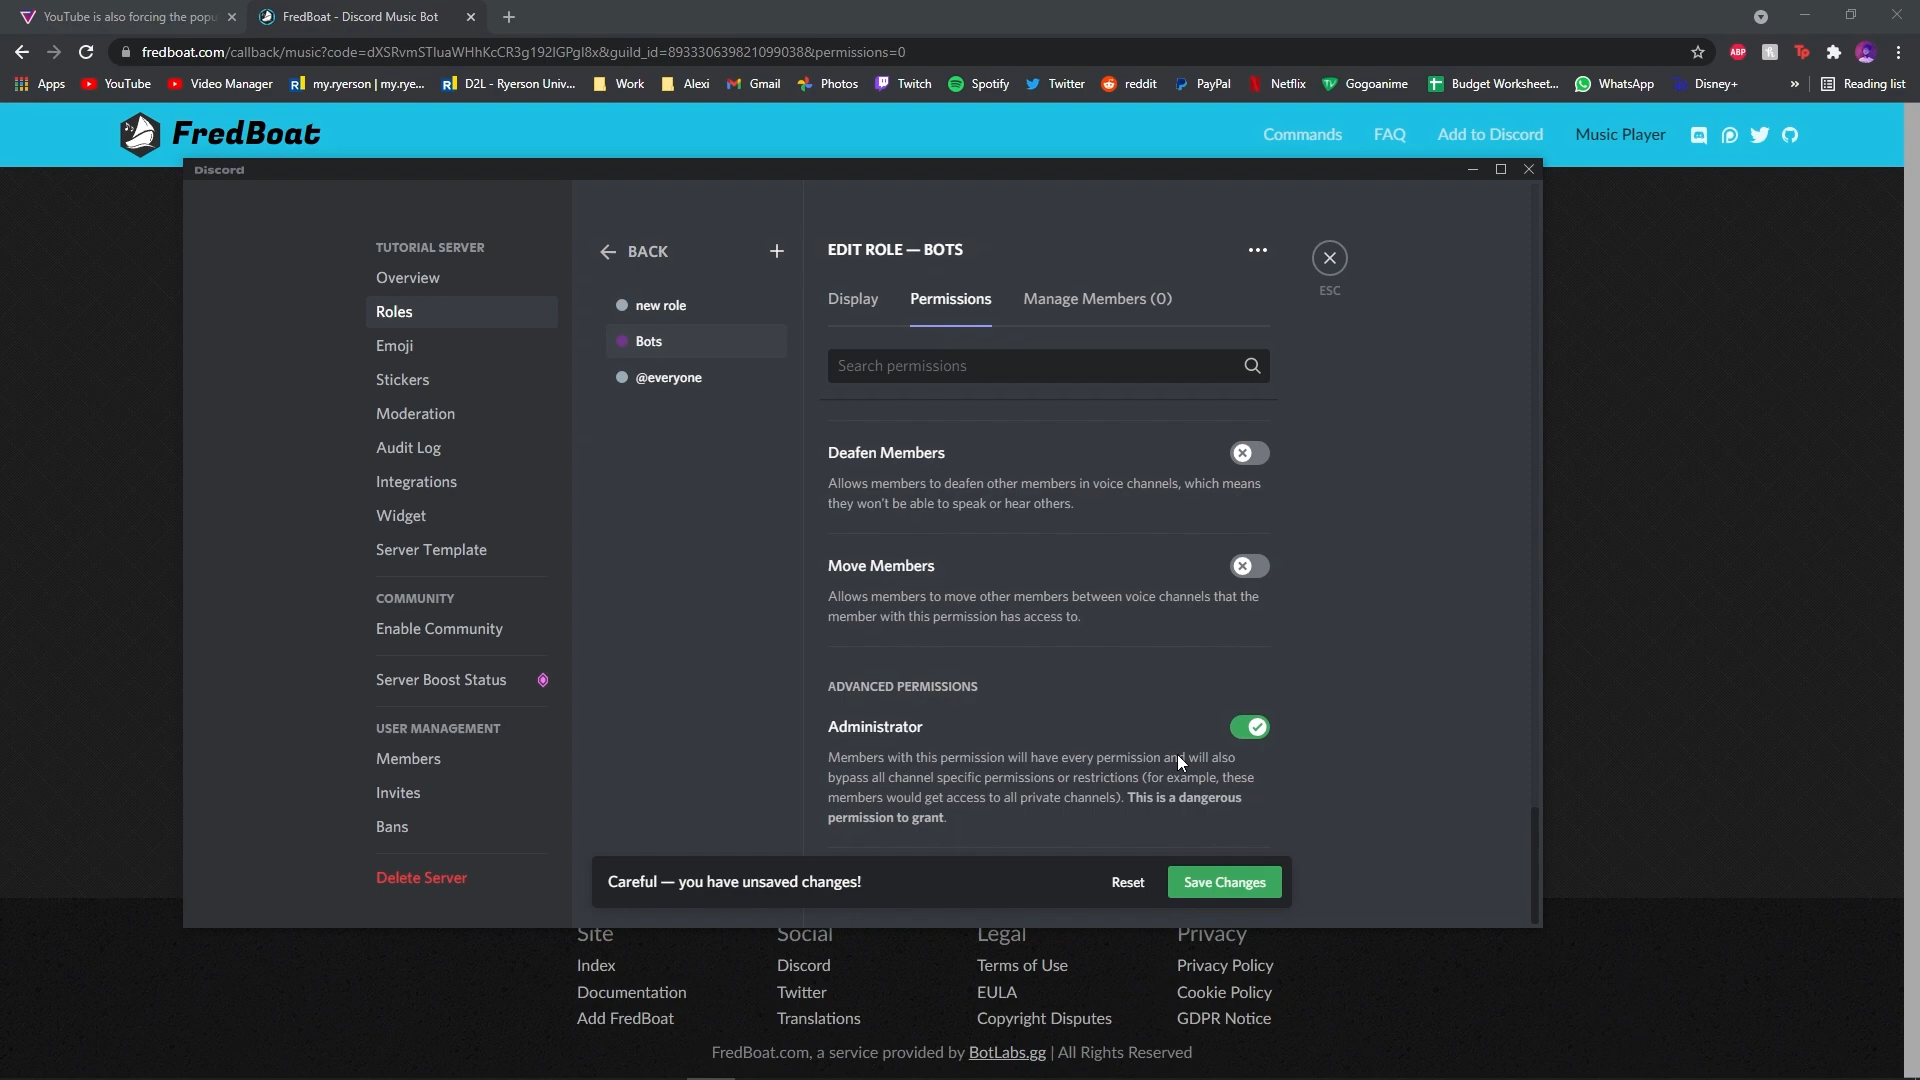 YouTube is also forcing the popu
FredBoat - Discord Music Bot
fredboat.com/callback/music?code=dXSRvmSTluaWHhKcCR3g192IGPgl8x&guild_id=893330639821099038&permissions=0
ABP
Tp
Apps
YouTube
Video Manager
my.ryerson | my.rye...
D2L - Ryerson Univ...
Work
Alexi
Gmail
Photos
Twitch
Spotify
Twitter
reddit
PayPal
Netflix
Gogoanime
Budget Worksheet...
WhatsApp
Disney+
»
Reading list
FredBoat
Commands
FAQ
Add to Discord
Music Player
Discord
TUTORIAL SERVER
Overview
Roles
Emoji
Stickers
Moderation
Audit Log
Integrations
Widget
Server Template
COMMUNITY
Enable Community
Server Boost Status
USER MANAGEMENT
Members
Invites
Bans
Delete Server
BACK
new role
Bots
@everyone
EDIT ROLE — BOTS
ESC
Display
Permissions
Manage Members (0)
Search permissions
Deafen Members
Allows members to deafen other members in voice channels, which means
they won't be able to speak or hear others.
Move Members
Allows members to move other members between voice channels that the
member with this permission has access to.
ADVANCED PERMISSIONS
Administrator
Members with this permission will have every permission and will also
bypass all channel specific permissions or restrictions (for example, these
members would get access to all private channels). This is a dangerous
permission to grant.
Careful — you have unsaved changes!
Reset
Save Changes
Site
Index
Documentation
Add FredBoat
Social
Discord
Twitter
Translations
Legal
Terms of Use
EULA
Copyright Disputes
Privacy
Privacy Policy
Cookie Policy
GDPR Notice
FredBoat.com, a service provided by BotLabs.gg | All Rights Reserved